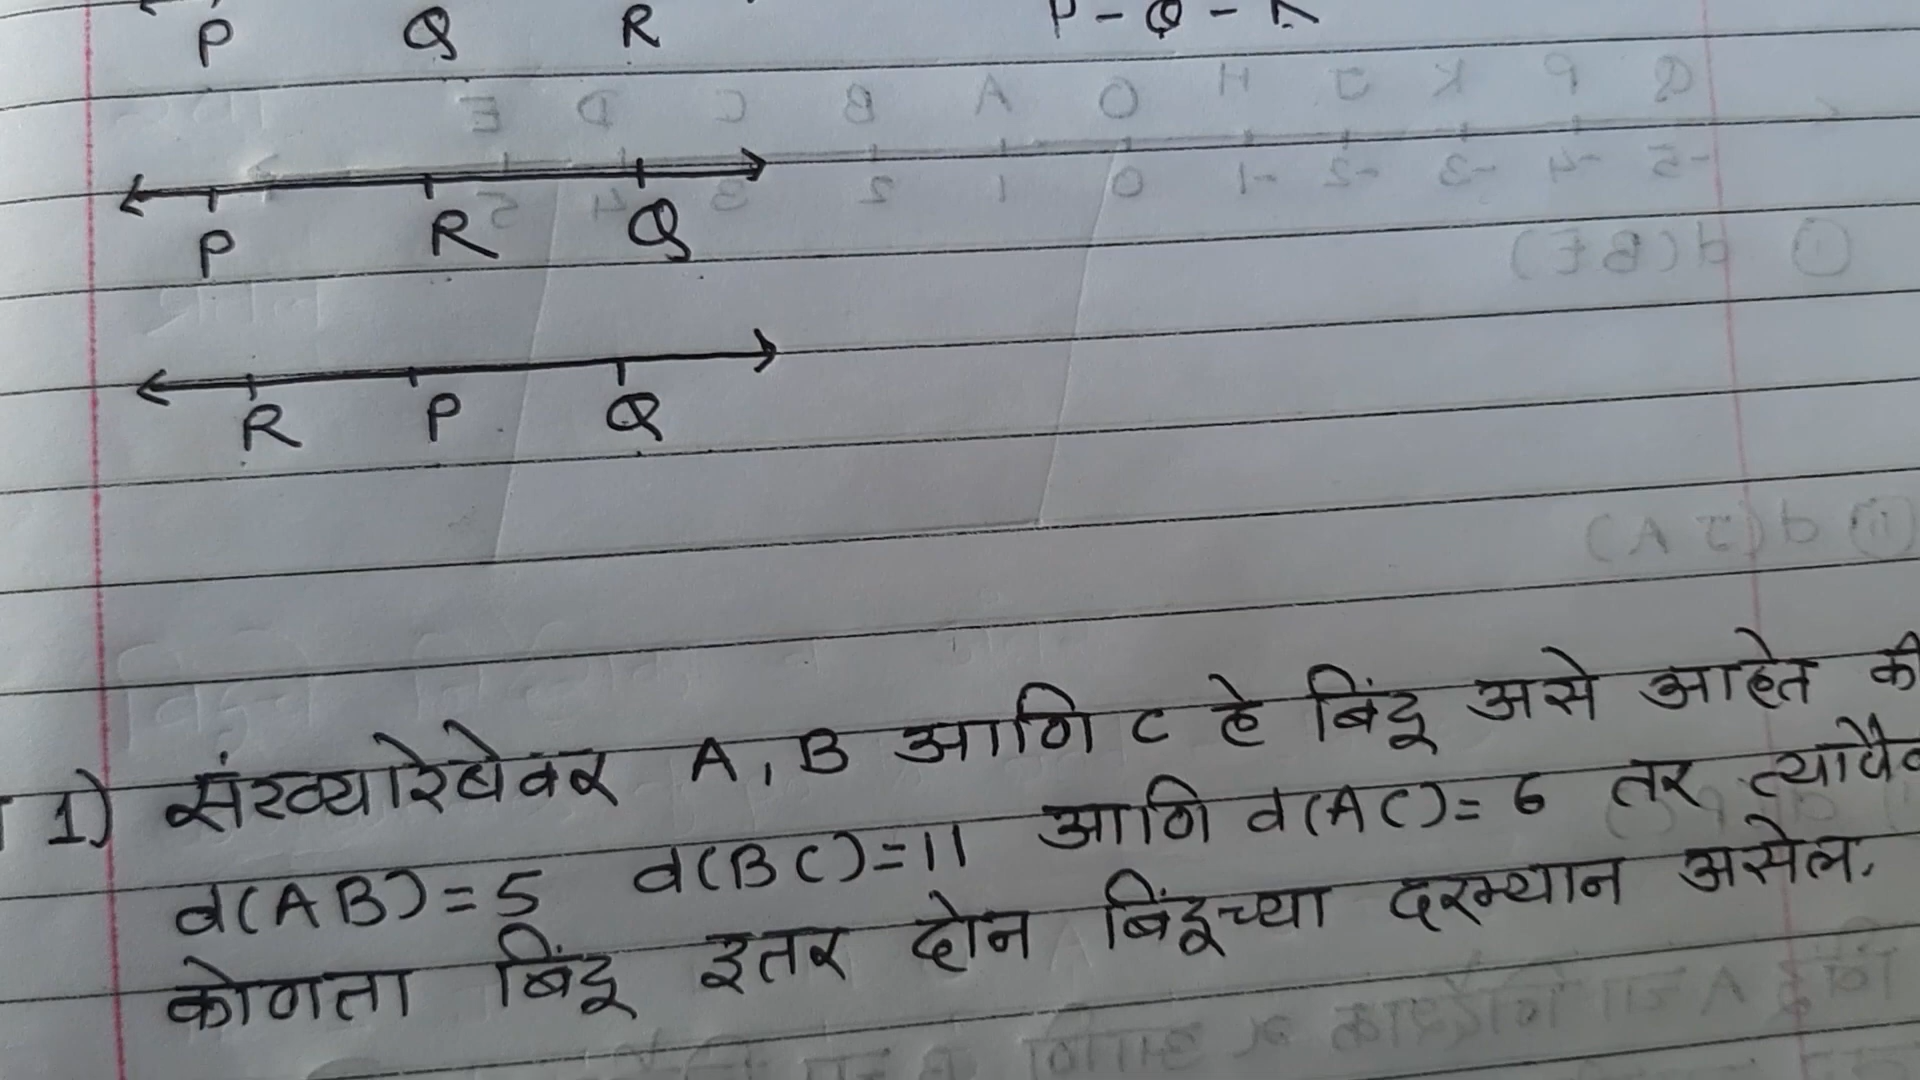 P Q R P - Q -
P R Q
R P Q
1) संख्यारेषेवर A, B आणि C हे बिंदू असे आहेत की
d(AB)=5 d(BC)=11 आणि d(AC)=6 तर
कोणता बिंदू इतर दोन बिंदूच्या दरम्यान असेल.